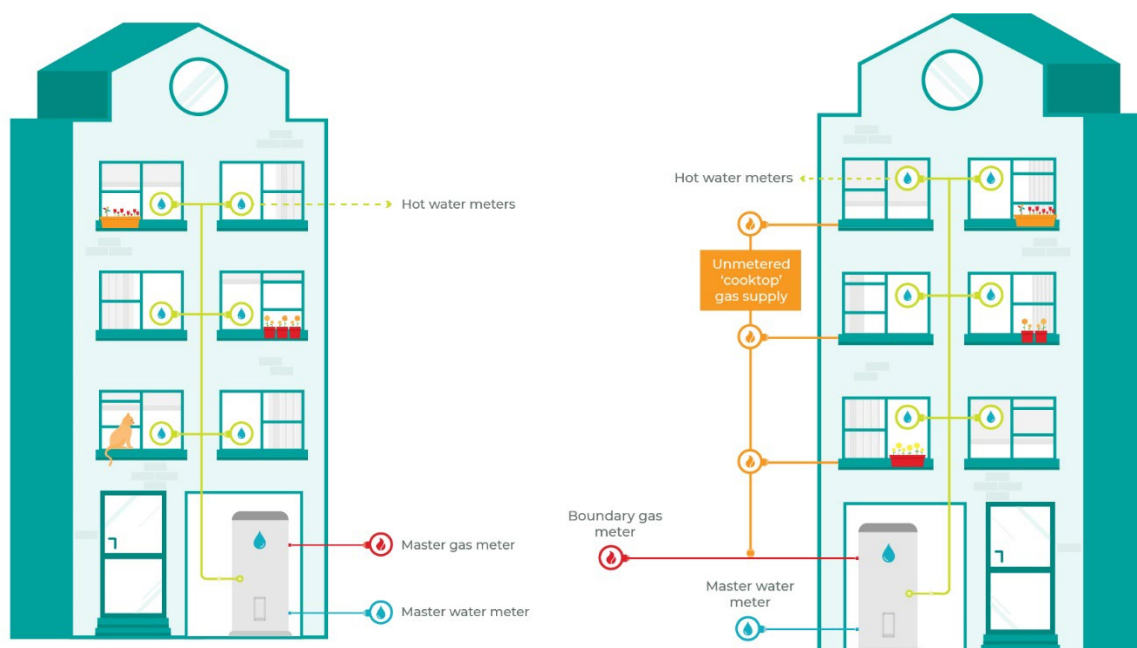 Hot water meters
Master gas meter
Master water meter
Hot water meters
Unmetered
‘cooktop’
gas supply
Boundary gas
meter
Master water
meter